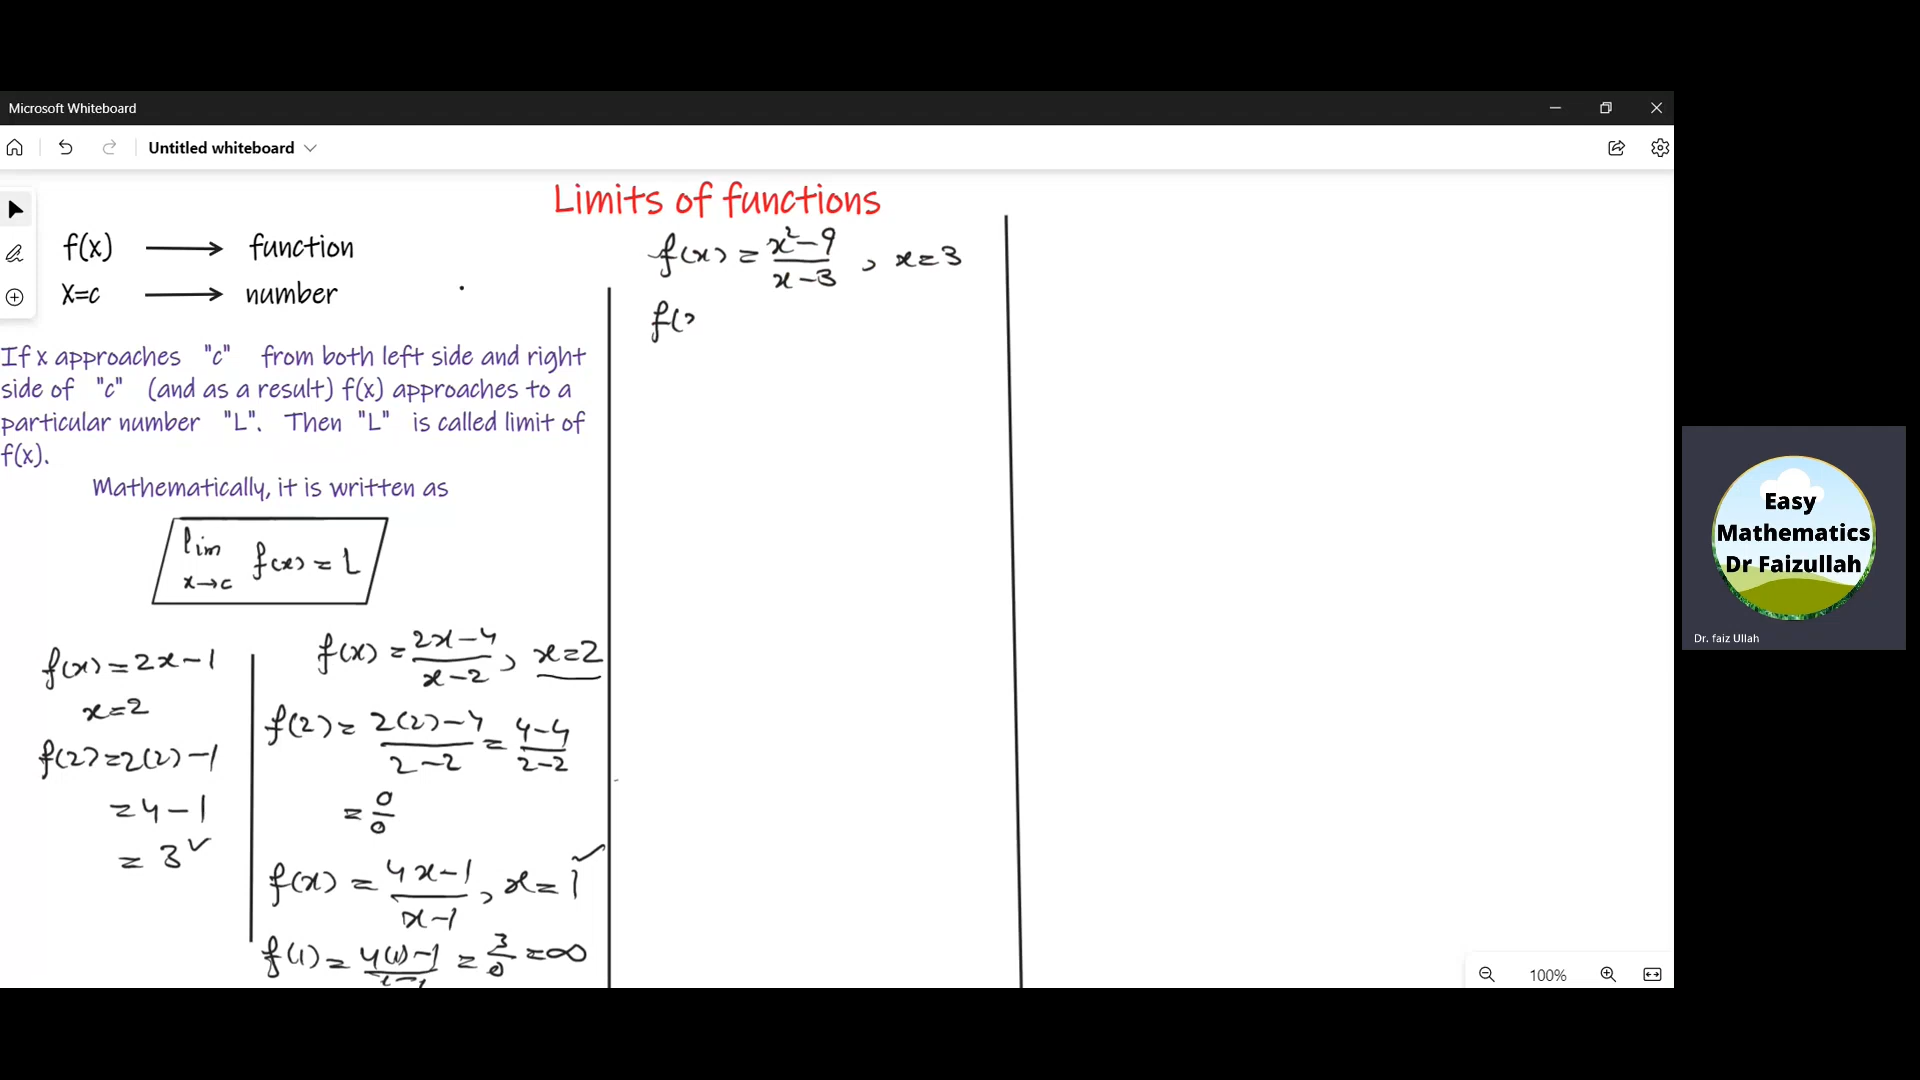 Microsoft Whiteboard
Untitled whiteboard
Limits of functions
f(x) → function
X=c → number
If x approaches "c" from both left side and right
side of "c" (and as a result) f(x) approaches to a
particular number "L". Then "L" is called limit of
f(x).
Mathematically, it is written as
lim x→c f(x) = L
f(x) = 2x-1
x=2
f(2)=2(2)-1
=4-1
= 3 ✓
f(x) = (2x-4)/(x-2), x=2
f(2) = (2(2)-4)/(2-2) = (4-4)/(2-2)
= 0/0
f(x) = (4x-1)/(x-1), x=1 ✓
f(1) = (4(1)-1)/(1-1) = 3/0 = ∞
f(x) = (x²-9)/(x-3), x=3
f(
100%
Easy
Mathematics
Dr Faizullah
Dr. faiz Ullah